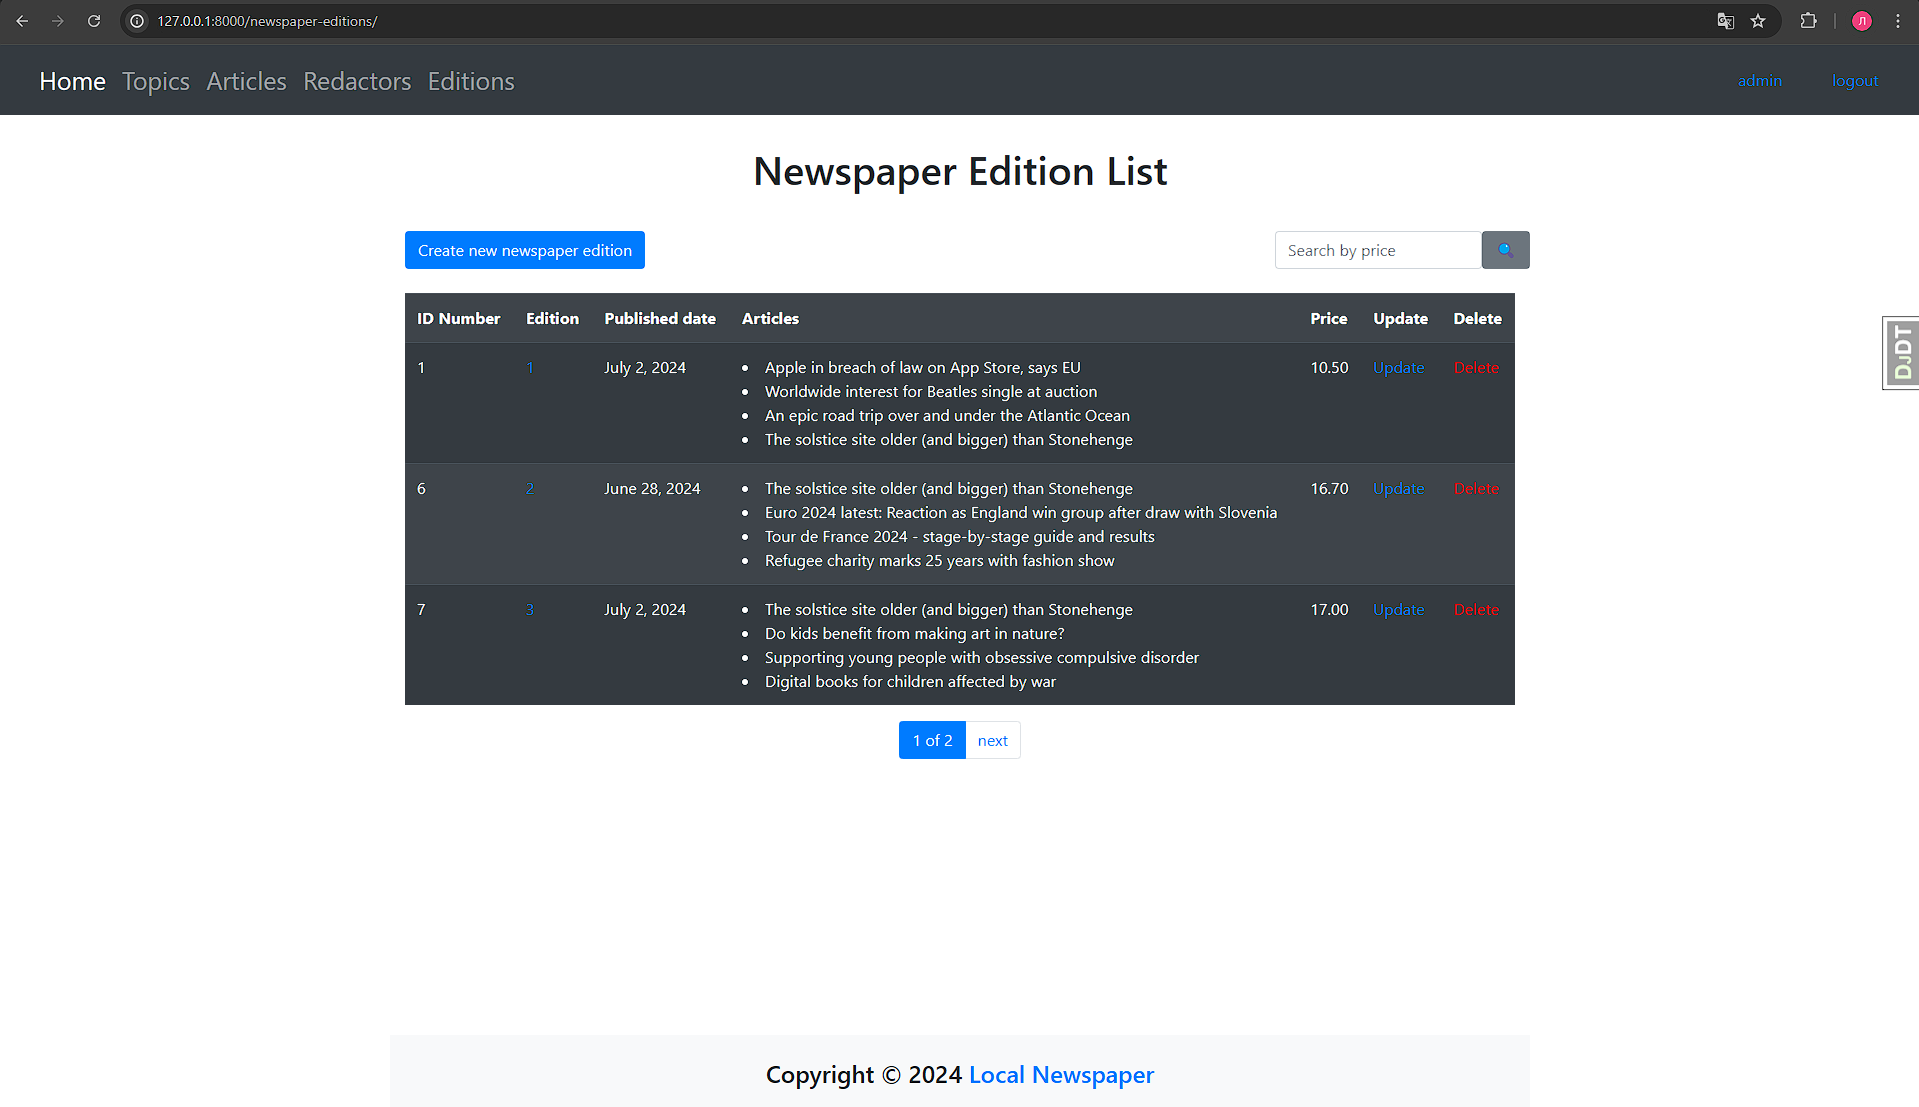 127.0.0.1:8000/newspaper-editions/
Л
Home Topics Articles Redactors Editions admin logout
Newspaper Edition List
Create new newspaper edition Search by price
ID Number Edition Published date Articles Price Update Delete
1 1 July 2, 2024 • Apple in breach of law on App Store, says EU 10.50 Update Delete
• Worldwide interest for Beatles single at auction
• An epic road trip over and under the Atlantic Ocean
• The solstice site older (and bigger) than Stonehenge
6 2 June 28, 2024 • The solstice site older (and bigger) than Stonehenge 16.70 Update Delete
• Euro 2024 latest: Reaction as England win group after draw with Slovenia
• Tour de France 2024 - stage-by-stage guide and results
• Refugee charity marks 25 years with fashion show
7 3 July 2, 2024 • The solstice site older (and bigger) than Stonehenge 17.00 Update Delete
• Do kids benefit from making art in nature?
• Supporting young people with obsessive compulsive disorder
• Digital books for children affected by war
1 of 2 next
DJDT
Copyright © 2024 Local Newspaper